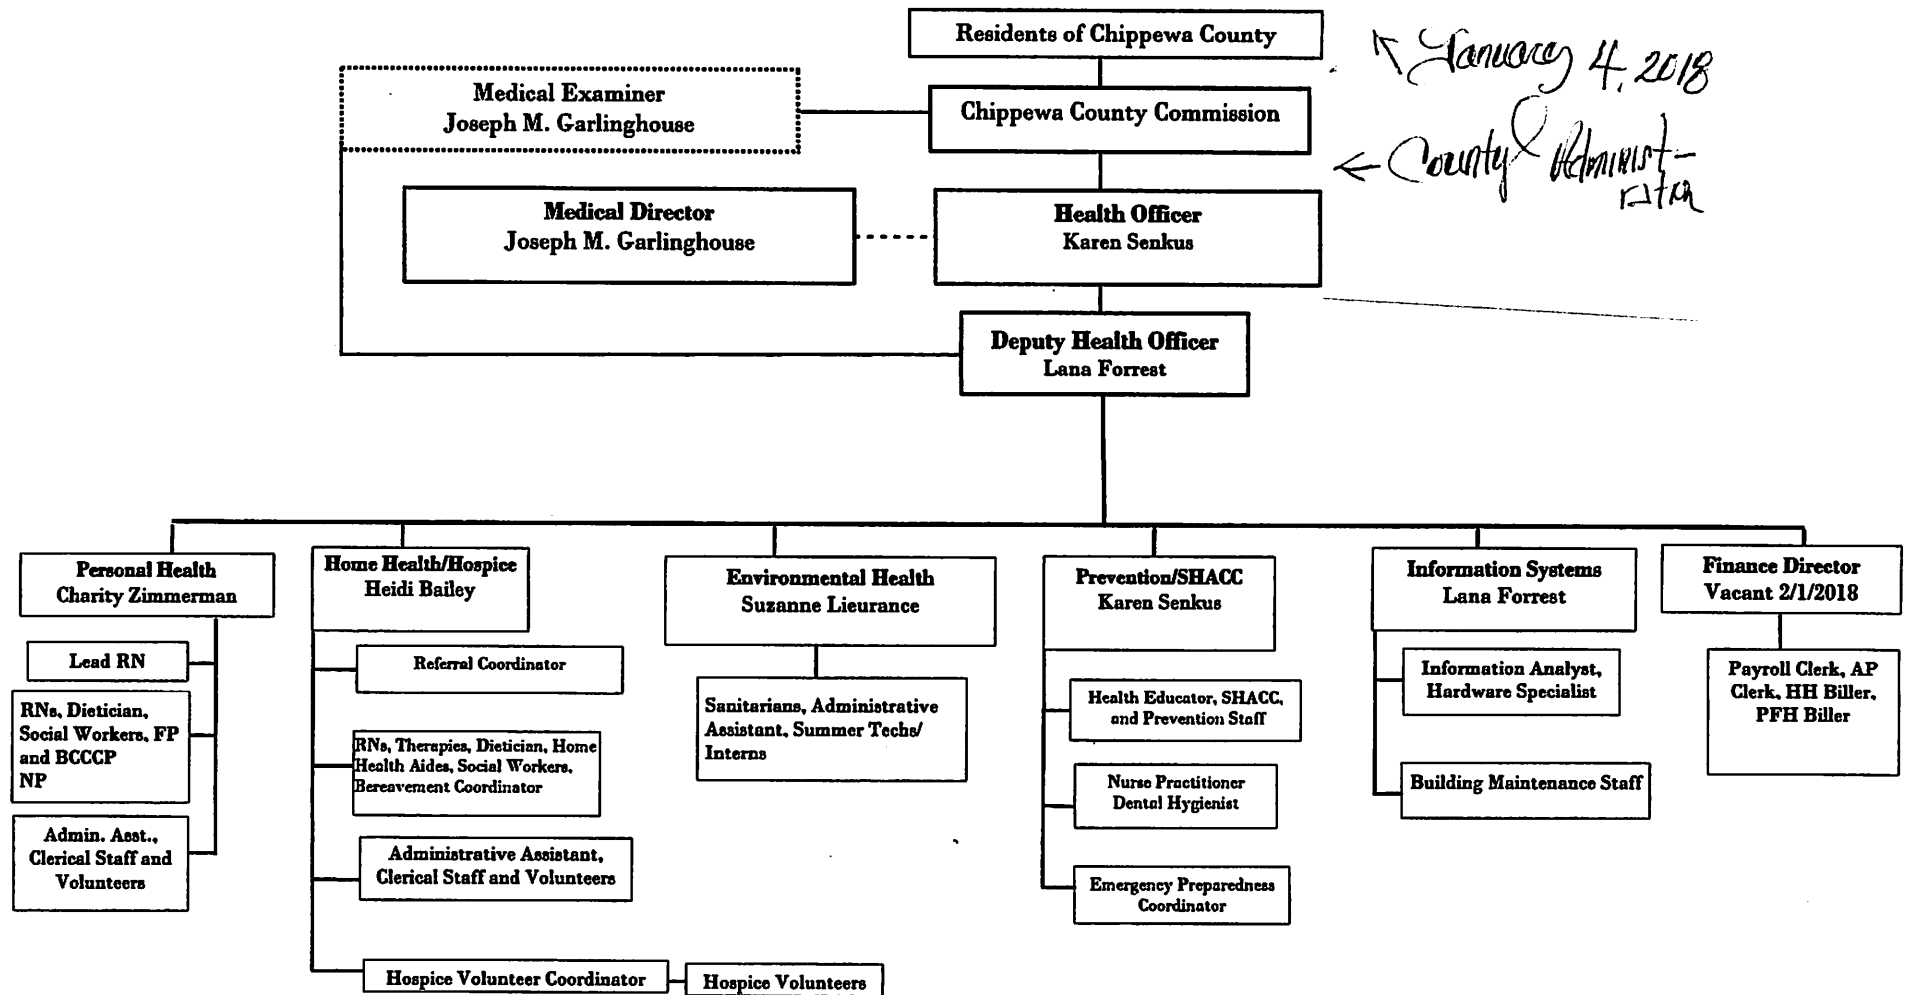 Residents of Chippewa County
January 4, 2018
Medical Examiner
Joseph M. Garlinghouse
Chippewa County Commission
County Administ-
Medical Director
Joseph M. Garlinghouse
Health Officer
Karen Senkus
Deputy Health Officer
Lana Forrest
Personal Health
Charity Zimmerman
Lead RN
RNs, Dietician,
Social Workers, FP
and BCCCP
NP
Admin. Asst.,
Clerical Staff and
Volunteers
Home Health/Hospice
Heidi Bailey
Referral Coordinator
RNs, Therapies, Dietician, Home
Health Aides, Social Workers,
Bereavement Coordinator
Administrative Assistant,
Clerical Staff and Volunteers
Hospice Volunteer Coordinator
Hospice Volunteers
Environmental Health
Suzanne Lieurance
Sanitarians, Administrative
Assistant, Summer Techs/
Interns
Prevention/SHACC
Karen Senkus
Health Educator, SHACC,
and Prevention Staff
Nurse Practitioner
Dental Hygienist
Emergency Preparedness
Coordinator
Information Systems
Lana Forrest
Information Analyst,
Hardware Specialist
Building Maintenance Staff
Finance Director
Vacant 2/1/2018
Payroll Clerk, AP
Clerk, HH Biller,
PFH Biller